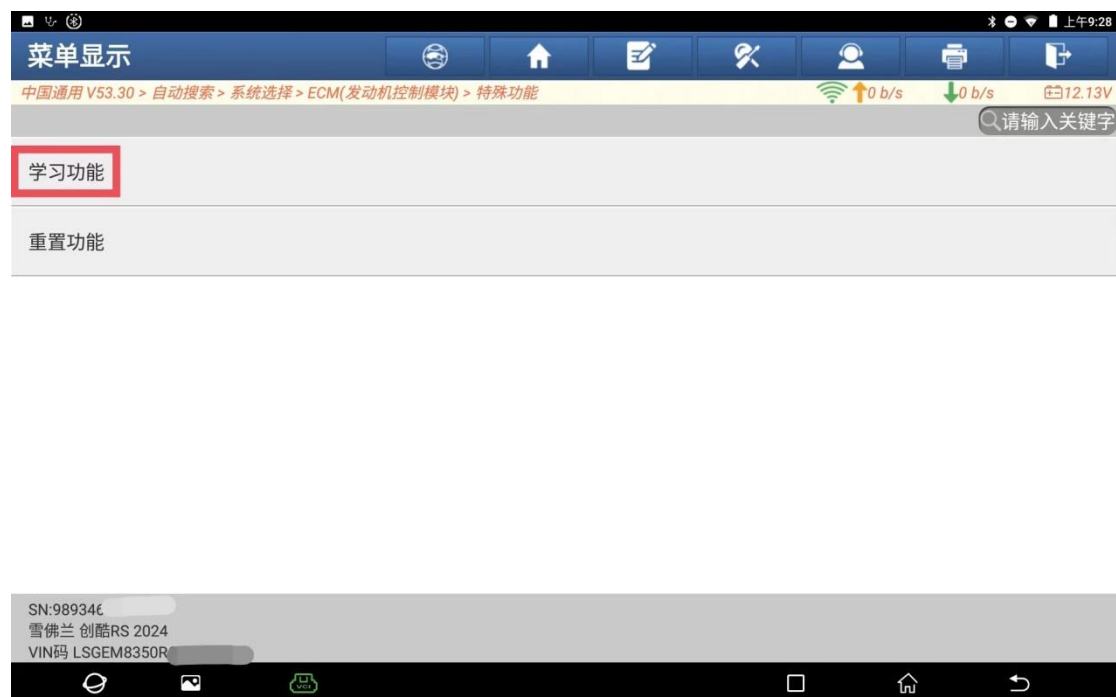 上午9:28
菜单显示
中国通用 V53.30 > 自动搜索 > 系统选择 > ECM(发动机控制模块) > 特殊功能
0 b/s 0 b/s 12.13V
请输入关键字
学习功能
重置功能
SN:989346
雪佛兰 创酷RS 2024
VIN码 LSGEM8350R
VCI